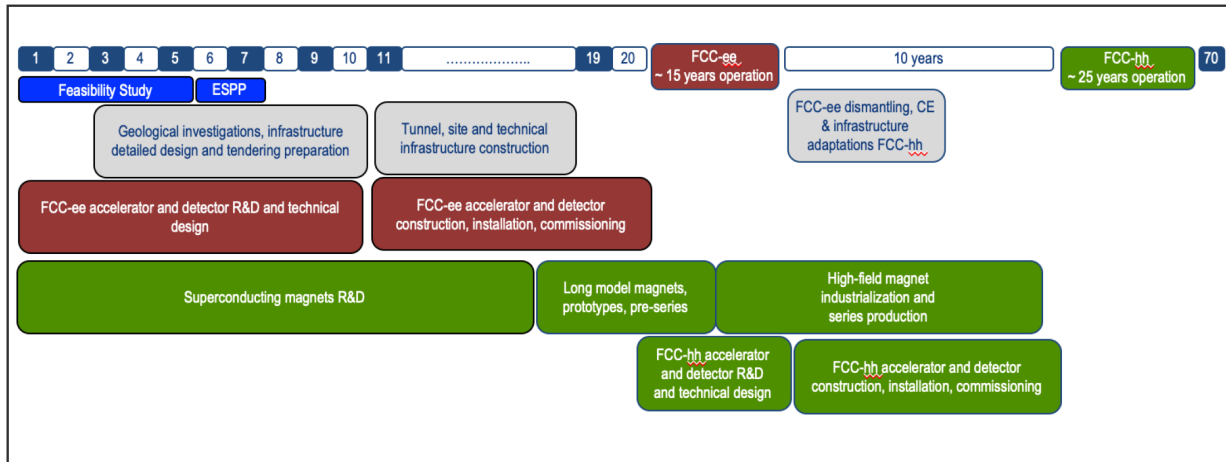 1 2 3 4 5 6 7 8 9 10 11 ................... 19 20
FCC-ee
~ 15 years operation
10 years
FCC-hh
~ 25 years operation
70
Feasibility Study
ESPP
Geological investigations, infrastructure
detailed design and tendering preparation
Tunnel, site and technical
infrastructure construction
FCC-ee dismantling, CE
& infrastructure
adaptations FCC-hh
FCC-ee accelerator and detector R&D and technical
design
FCC-ee accelerator and detector
construction, installation, commissioning
Superconducting magnets R&D
Long model magnets,
prototypes, pre-series
High-field magnet
industrialization and
series production
FCC-hh accelerator
and detector R&D
and technical design
FCC-hh accelerator and detector
construction, installation, commissioning